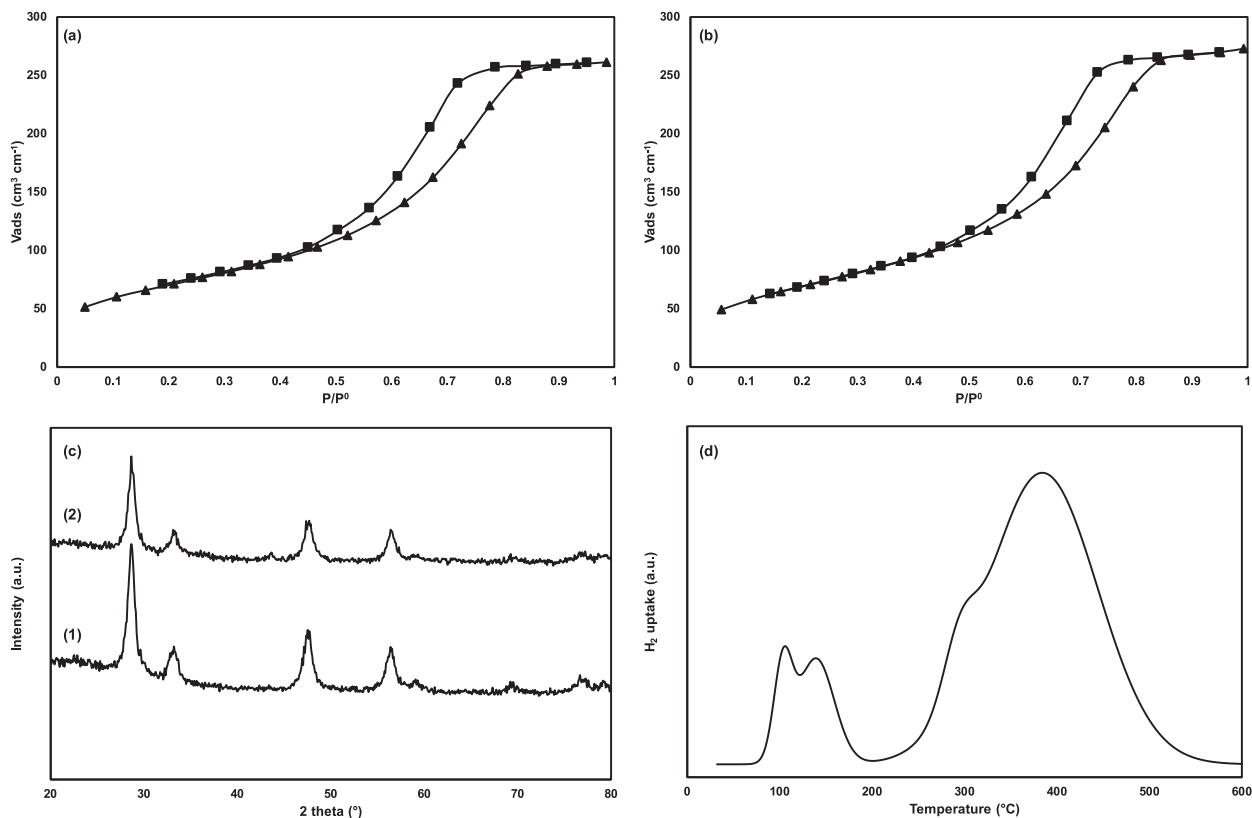 (a)
300
250
200
150
100
50
0
Vads (cm³ cm⁻¹)
0 0.1 0.2 0.3 0.4 0.5 0.6 0.7 0.8 0.9 1
P/P⁰
(b)
300
250
200
150
100
50
0
Vads (cm³ cm⁻¹)
0 0.1 0.2 0.3 0.4 0.5 0.6 0.7 0.8 0.9 1
P/P⁰
(c)
(2)
(1)
Intensity (a.u.)
20 30 40 50 60 70 80
2 theta (°)
(d)
H₂ uptake (a.u.)
0 100 200 300 400 500 600
Temperature (°C)